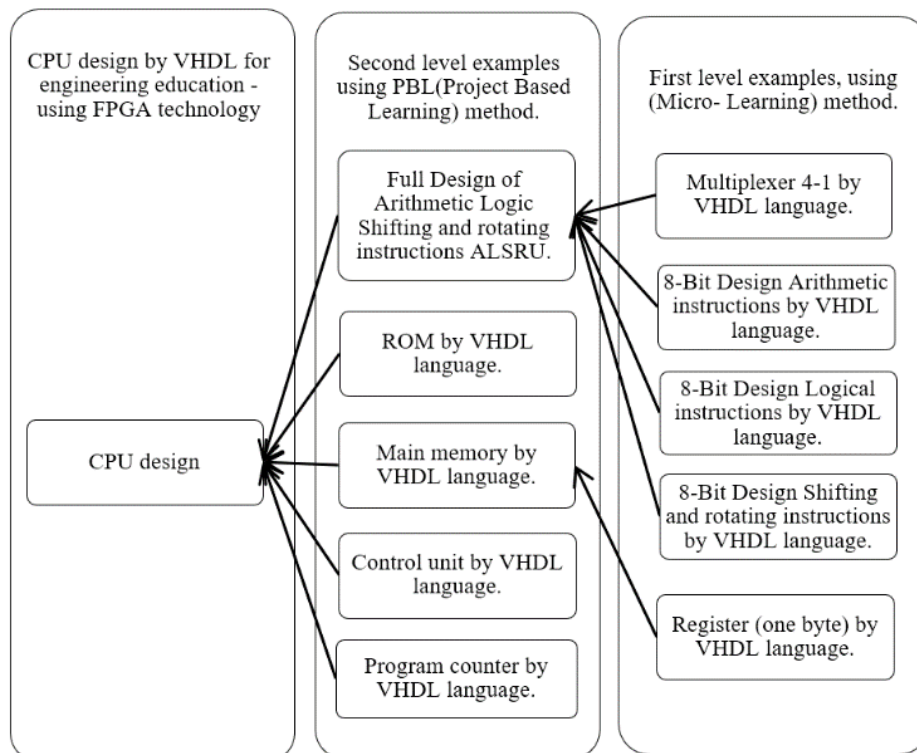 CPU design by VHDL for
engineering education -
using FPGA technology
CPU design
Second level examples
using PBL(Project Based
Learning) method.
Full Design of
Arithmetic Logic
Shifting and rotating
instructions ALSRU.
ROM by VHDL
language.
Main memory by
VHDL language.
Control unit by VHDL
language.
Program counter by
VHDL language.
First level examples, using
(Micro- Learning) method.
Multiplexer 4-1 by
VHDL language.
8-Bit Design Arithmetic
instructions by VHDL
language.
8-Bit Design Logical
instructions by VHDL
language.
8-Bit Design Shifting
and rotating instructions
by VHDL language.
Register (one byte) by
VHDL language.